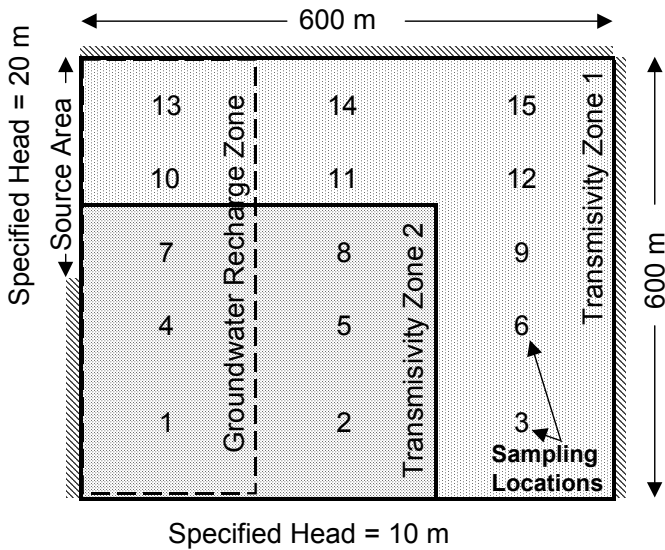 600 m
Specified Head = 20 m
Source Area
13 14 15
10 11 12
7 8 9
4 5 6
1 2 3
Groundwater Recharge Zone
Transmisivity Zone 2
Transmisivity Zone 1
600 m
Sampling
Locations
Specified Head = 10 m